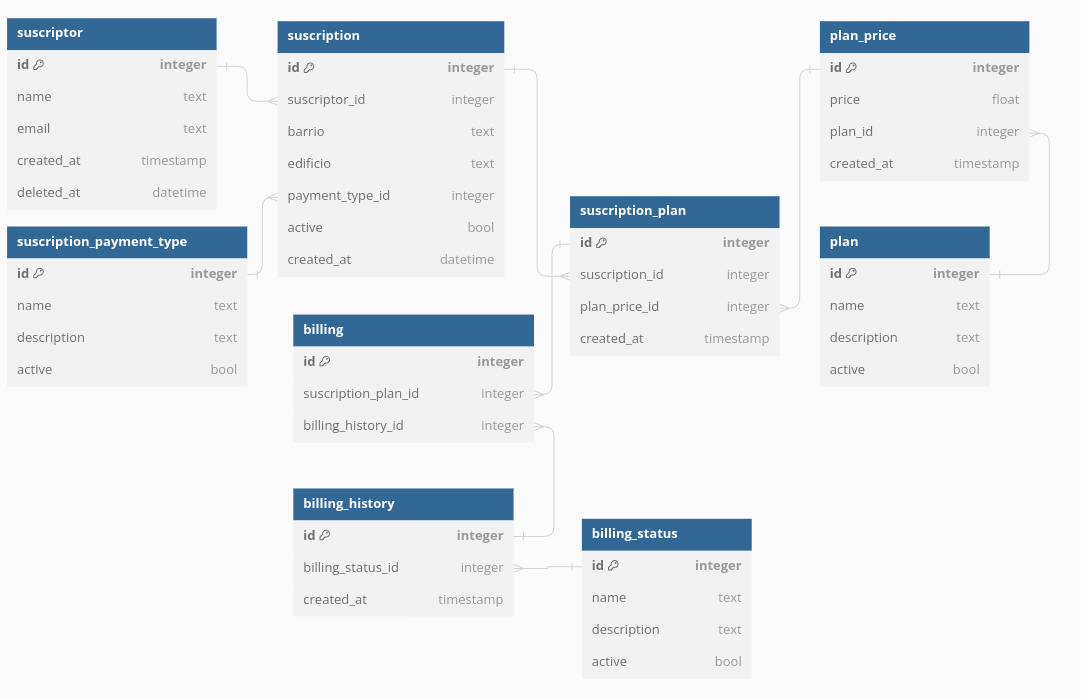 suscriptor
id integer
name text
email text
created_at timestamp
deleted_at datetime
suscription_payment_type
id integer
name text
description text
active bool
suscription
id integer
suscriptor_id integer
barrio text
edificio text
payment_type_id integer
active bool
created_at datetime
billing
id integer
suscription_plan_id integer
billing_history_id integer
billing_history
id integer
billing_status_id integer
created_at timestamp
suscription_plan
id integer
suscription_id integer
plan_price_id integer
created_at timestamp
billing_status
id integer
name text
description text
active bool
plan_price
id integer
price float
plan_id integer
created_at timestamp
plan
id integer
name text
description text
active bool